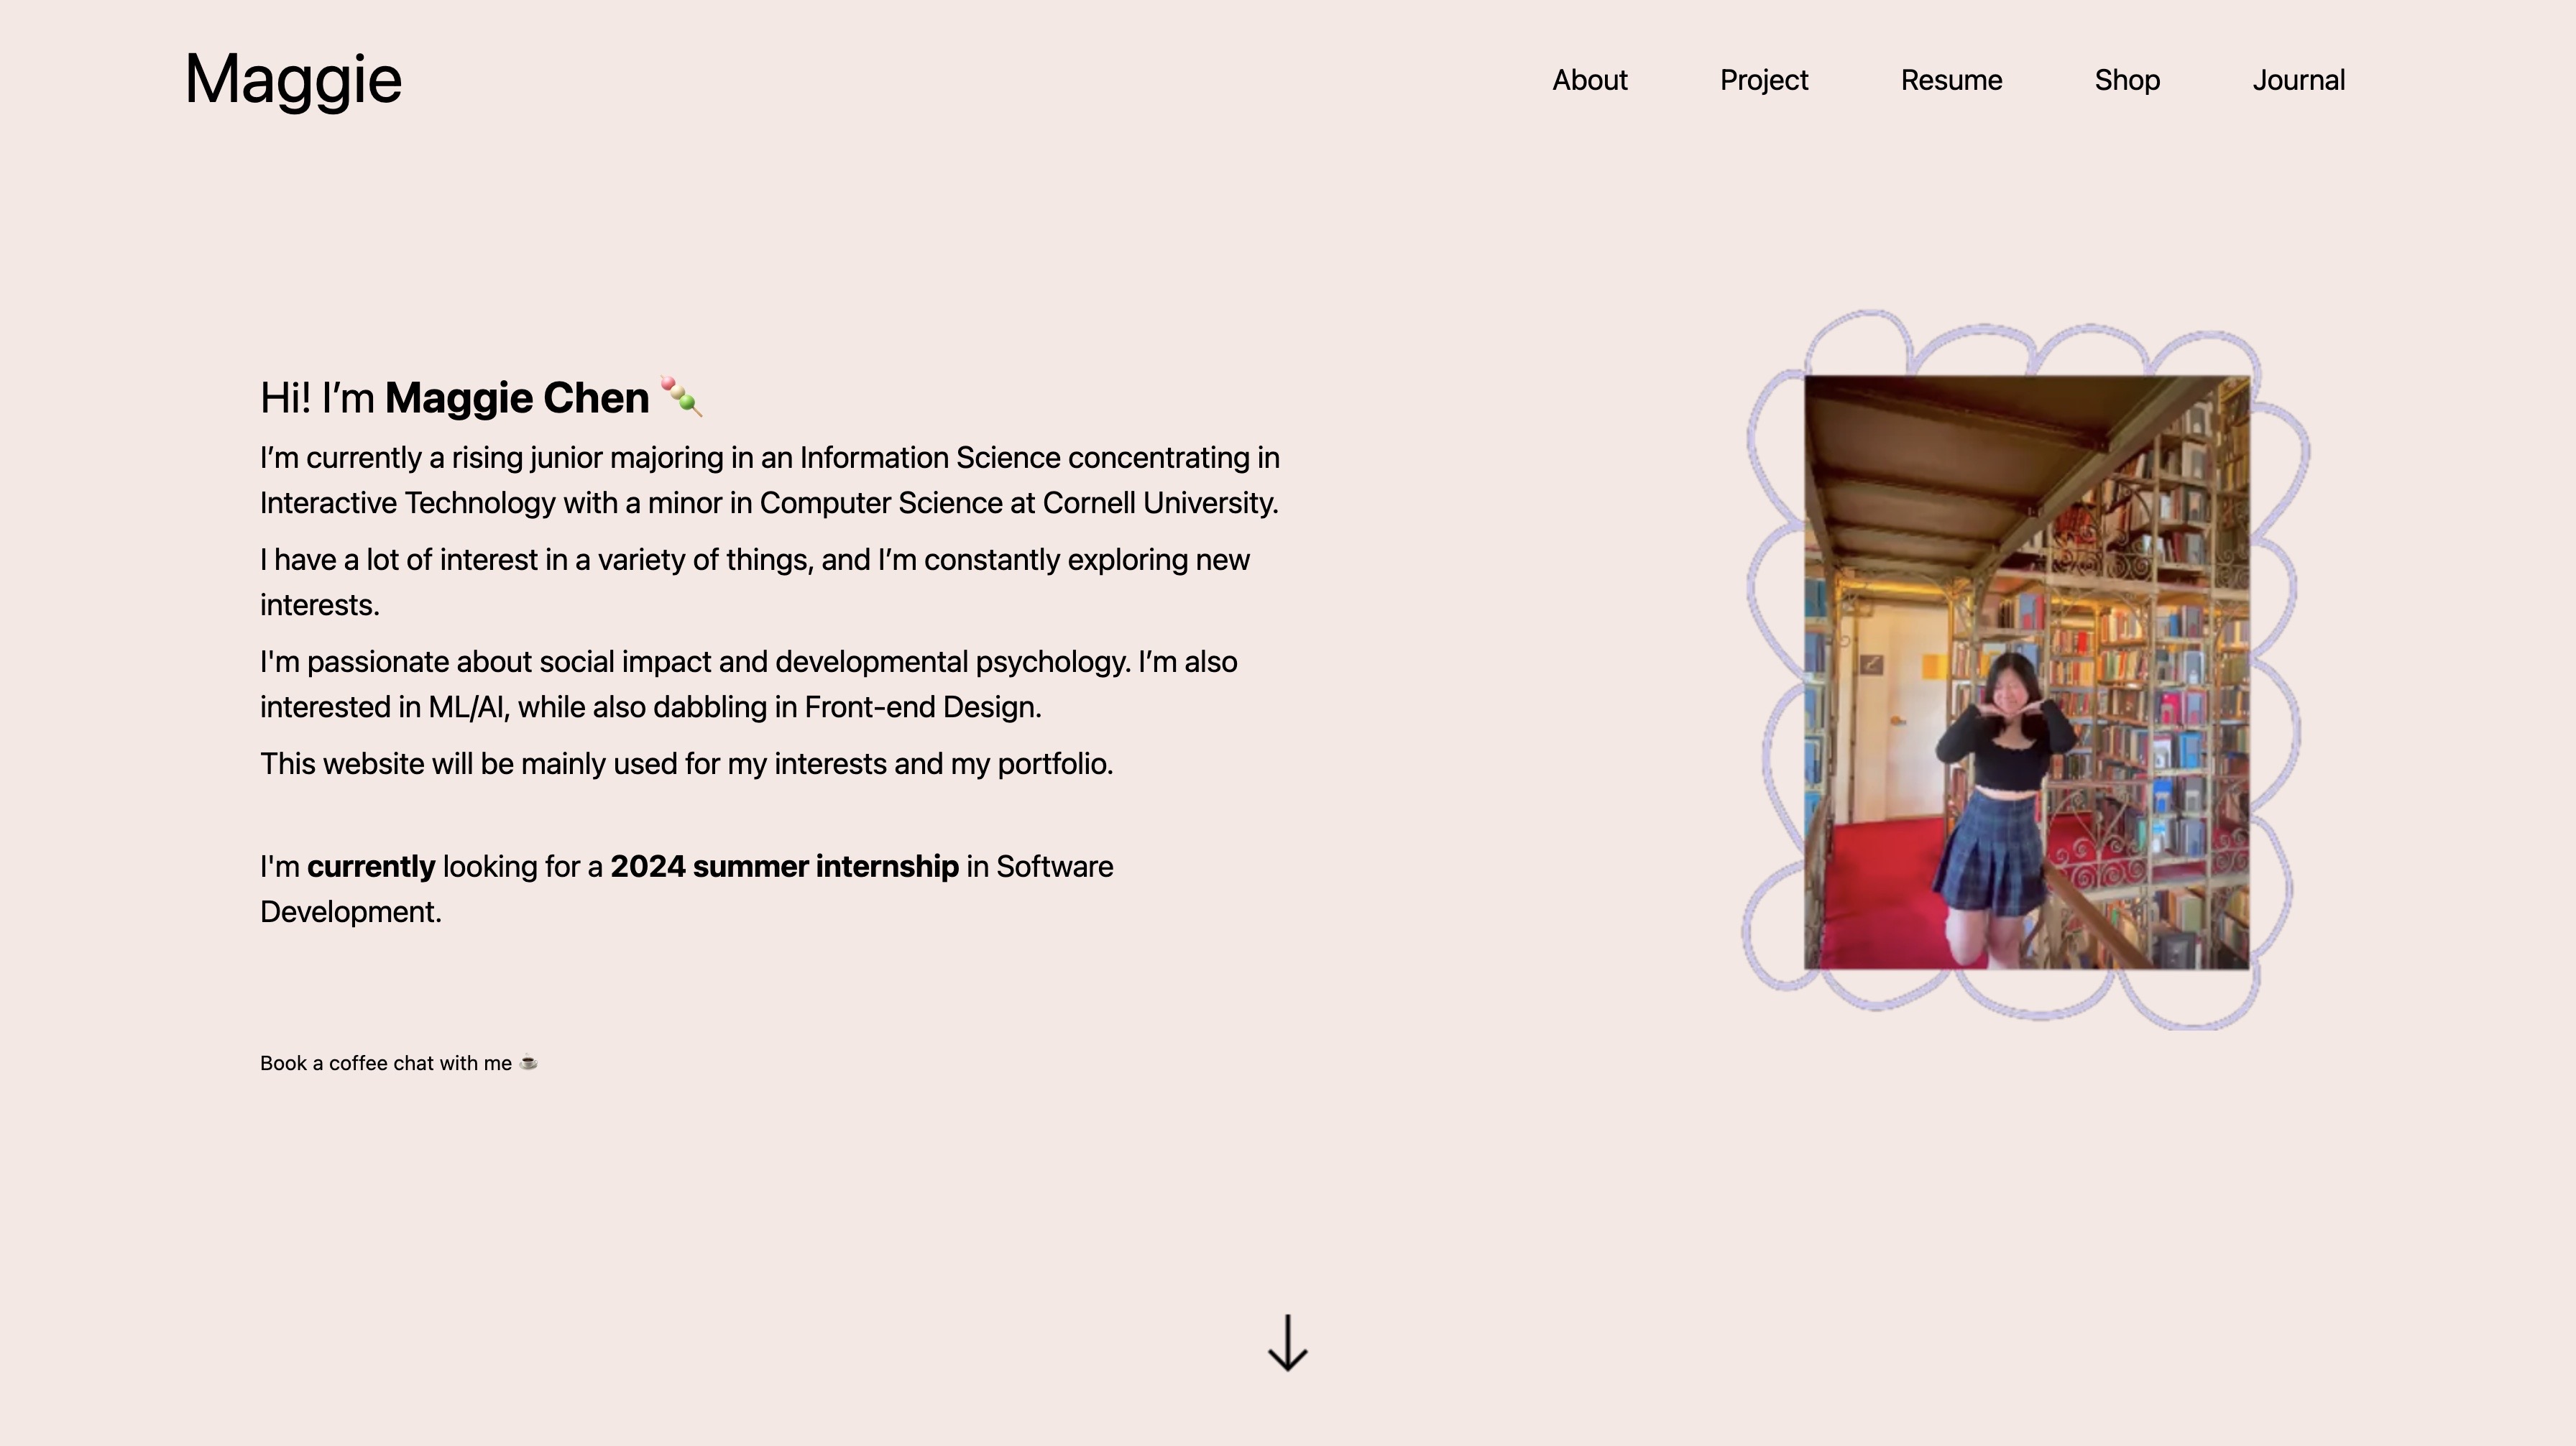 Maggie
About Project Resume Shop Journal
Hi! I’m Maggie Chen 🍡
I’m currently a rising junior majoring in an Information Science concentrating in
Interactive Technology with a minor in Computer Science at Cornell University.
I have a lot of interest in a variety of things, and I’m constantly exploring new
interests.
I'm passionate about social impact and developmental psychology. I’m also
interested in ML/AI, while also dabbling in Front-end Design.
This website will be mainly used for my interests and my portfolio.
I'm currently looking for a 2024 summer internship in Software
Development.
Book a coffee chat with me ☕